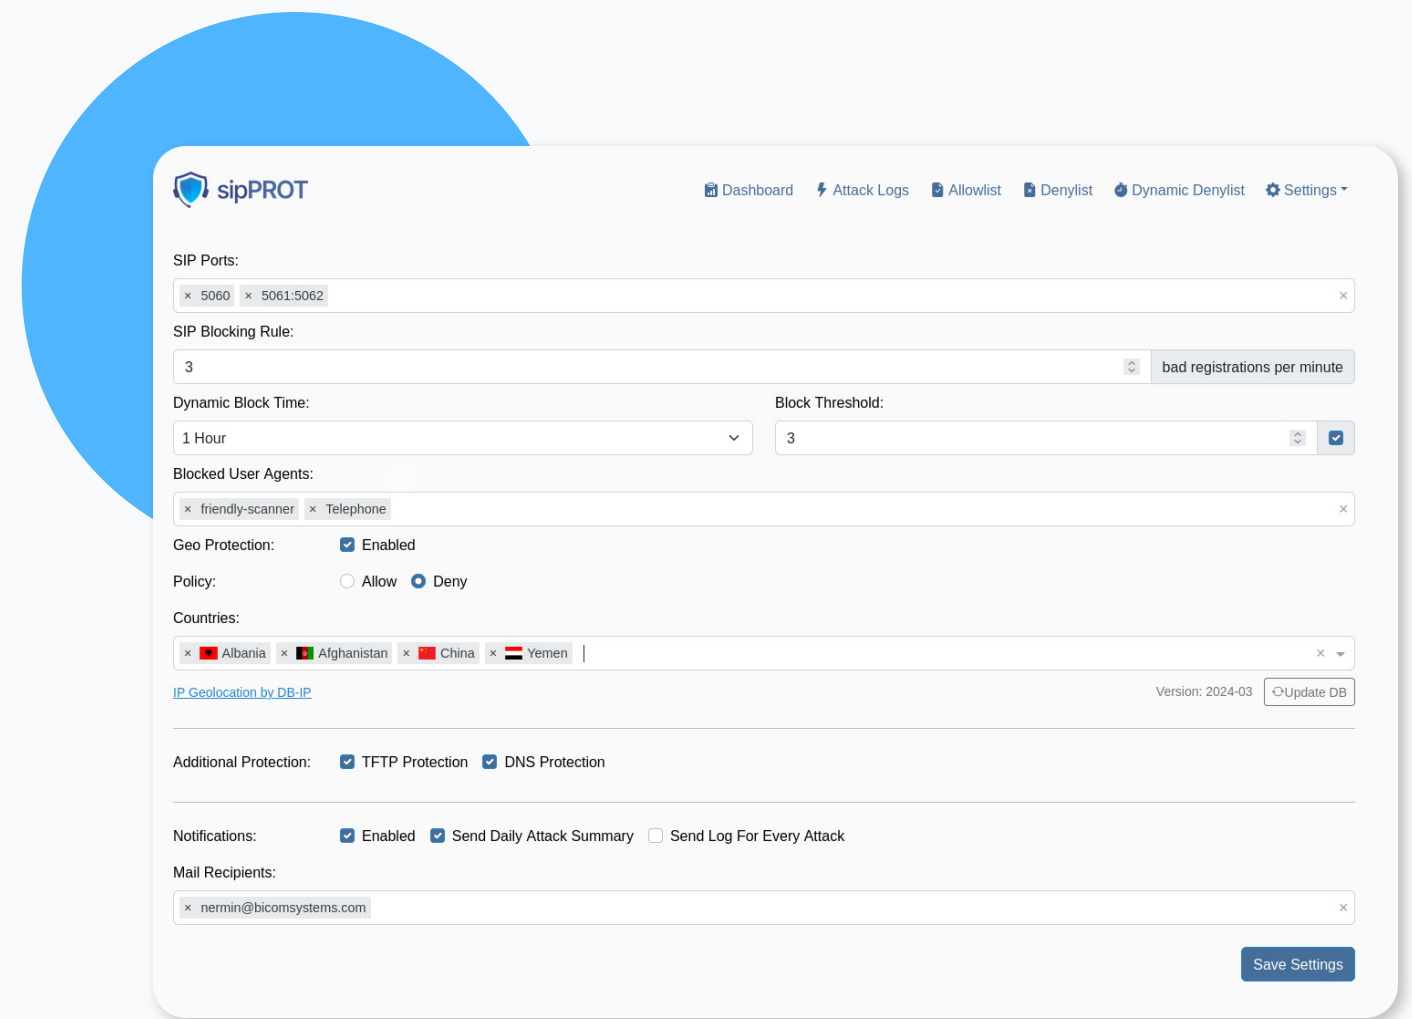 sipPROT
Dashboard Attack Logs Allowlist Denylist Dynamic Denylist Settings
SIP Ports:
× 5060 × 5061:5062 ×
SIP Blocking Rule:
3 bad registrations per minute
Dynamic Block Time: Block Threshold:
1 Hour 3
Blocked User Agents:
× friendly-scanner × Telephone ×
Geo Protection: Enabled
Policy: Allow Deny
Countries:
× Albania × Afghanistan × China × Yemen ×
IP Geolocation by DB-IP Version: 2024-03 Update DB
Additional Protection: TFTP Protection DNS Protection
Notifications: Enabled Send Daily Attack Summary Send Log For Every Attack
Mail Recipients:
× nermin@bicomsystems.com ×
Save Settings